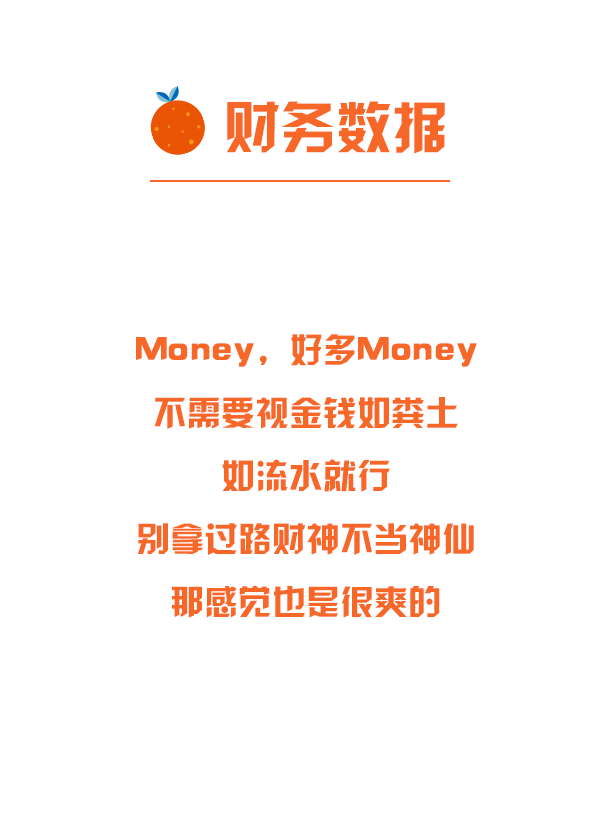 财务数据
Money，好多Money
不需要视金钱如粪土
如流水就行
别拿过路财神不当神仙
那感觉也是很爽的